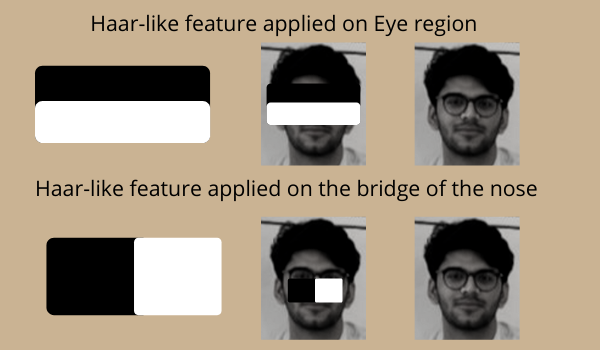 Haar-like feature applied on Eye region
Haar-like feature applied on the bridge of the nose